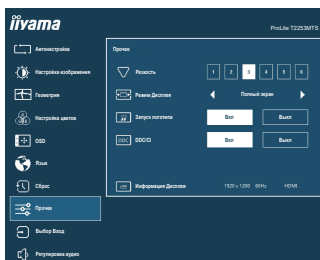 iiyama
ProLite T2253MTS
Автонастройка
Настройка изображения
Геометрия
Настройка цветов
OSD
Язык
Сброс
Прочее
Выбор Вход
Регулировка аудио
Прочее
Резкость 1 2 3 4 5 6
Режим Дисплея Полный экран
Запуск логотипа Вкл Выкл
DDC DDC/CI Вкл Выкл
Информация Дисплея 1920 x 1200 60Hz HDMI